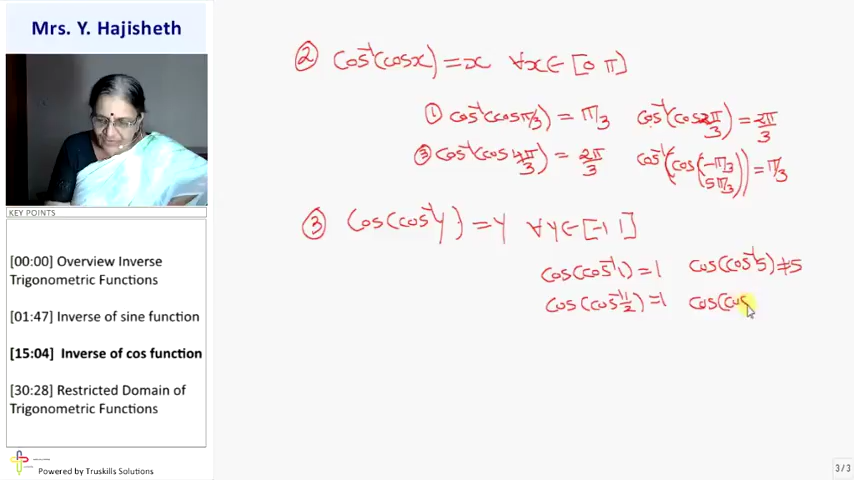 Mrs. Y. Hajisheth
KEY POINTS
[00:00] Overview Inverse
Trigonometric Functions
[01:47] Inverse of sine function
[15:04] Inverse of cos function
[30:28] Restricted Domain of
Trigonometric Functions
Powered by Truskills Solutions
② cos⁻¹(cosx) = x ∀x∈[0 π]
① cos⁻¹(cosπ/3) = π/3 cos⁻¹(cos2π/3) = 2π/3
③ cos⁻¹(cos4π/3) = 2π/3 cos⁻¹(cos(-π/3
5π/3)) = π/3
③ cos(cos⁻¹y) = y ∀y∈[-1 1]
cos(cos⁻¹1) = 1 cos(cos⁻¹5) ≠ 5
cos(cos⁻¹1/2) = 1 cos(cos
3/3